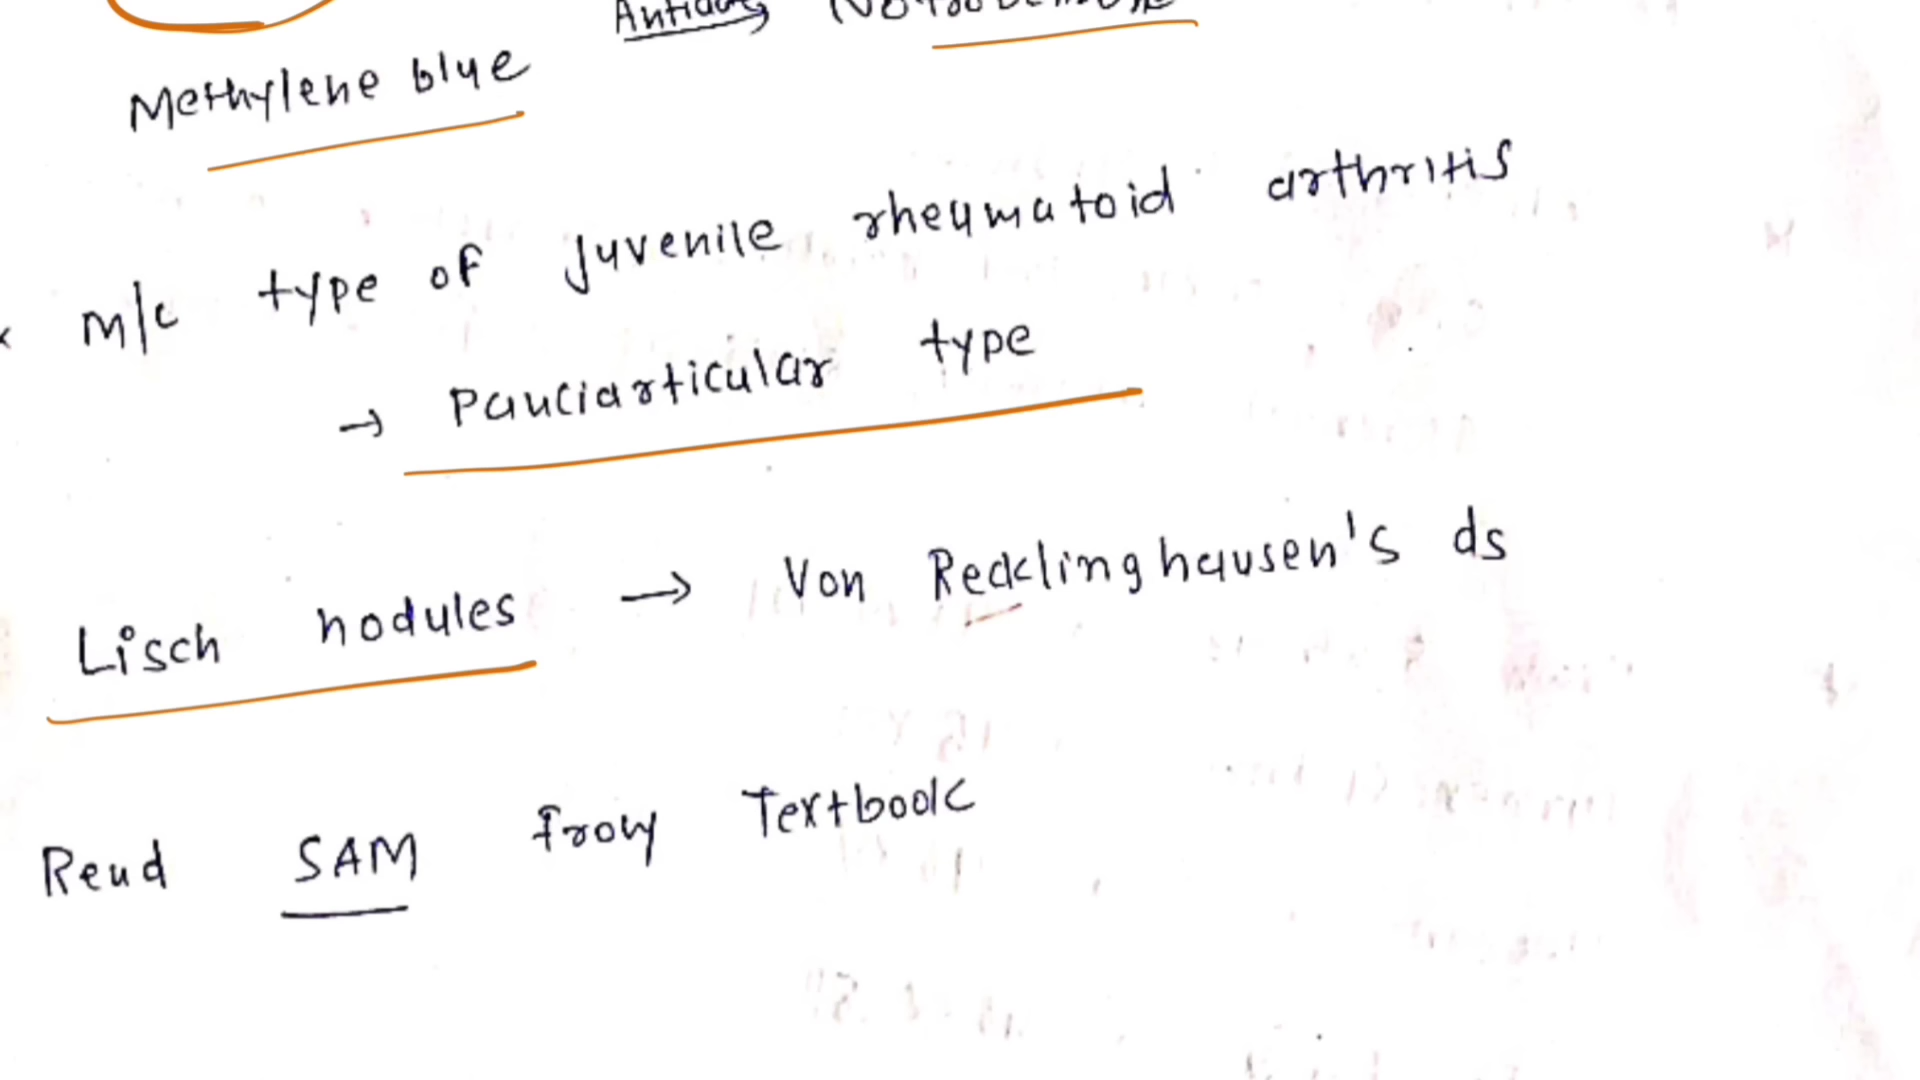 Methylene blue
m/c type of Juvenile rheumatoid arthritis
→ Pauciarticular type
Lisch nodules → Von Recklinghausen's ds
Read SAM from Textbook